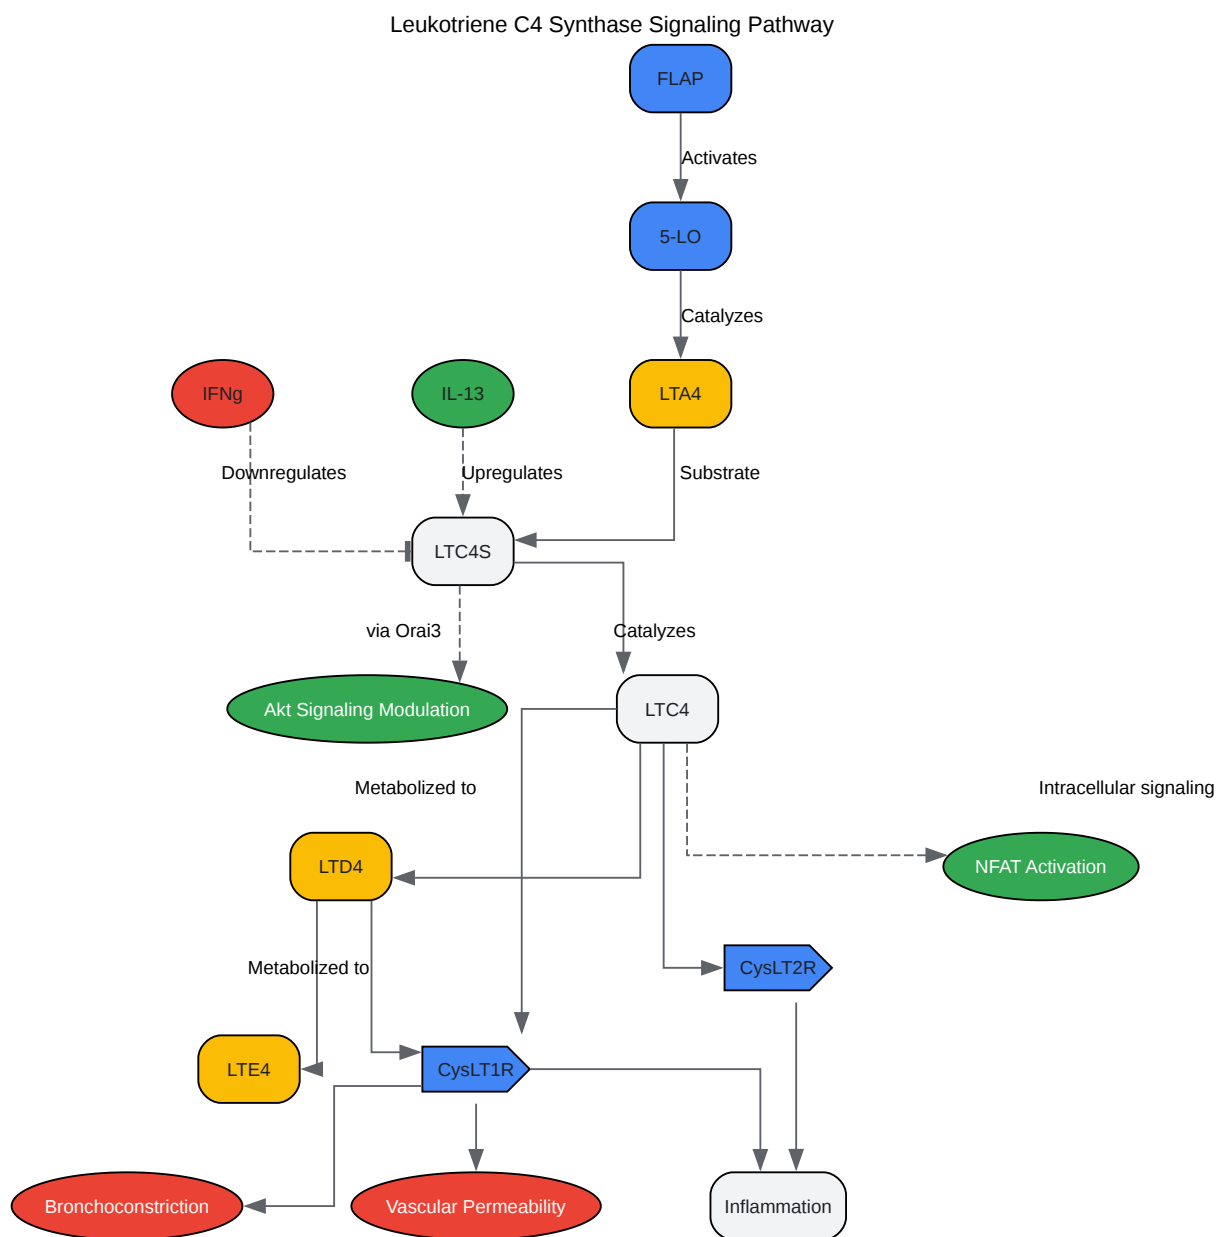 Leukotriene C4 Synthase Signaling Pathway
FLAP
Activates
5-LO
Catalyzes
IFNg
IL-13
LTA4
Downregulates
Upregulates
Substrate
LTC4S
via Orai3
Catalyzes
Akt Signaling Modulation
LTC4
Metabolized to
Intracellular signaling
LTD4
NFAT Activation
Metabolized to
CysLT2R
LTE4
CysLT1R
Bronchoconstriction
Vascular Permeability
Inflammation